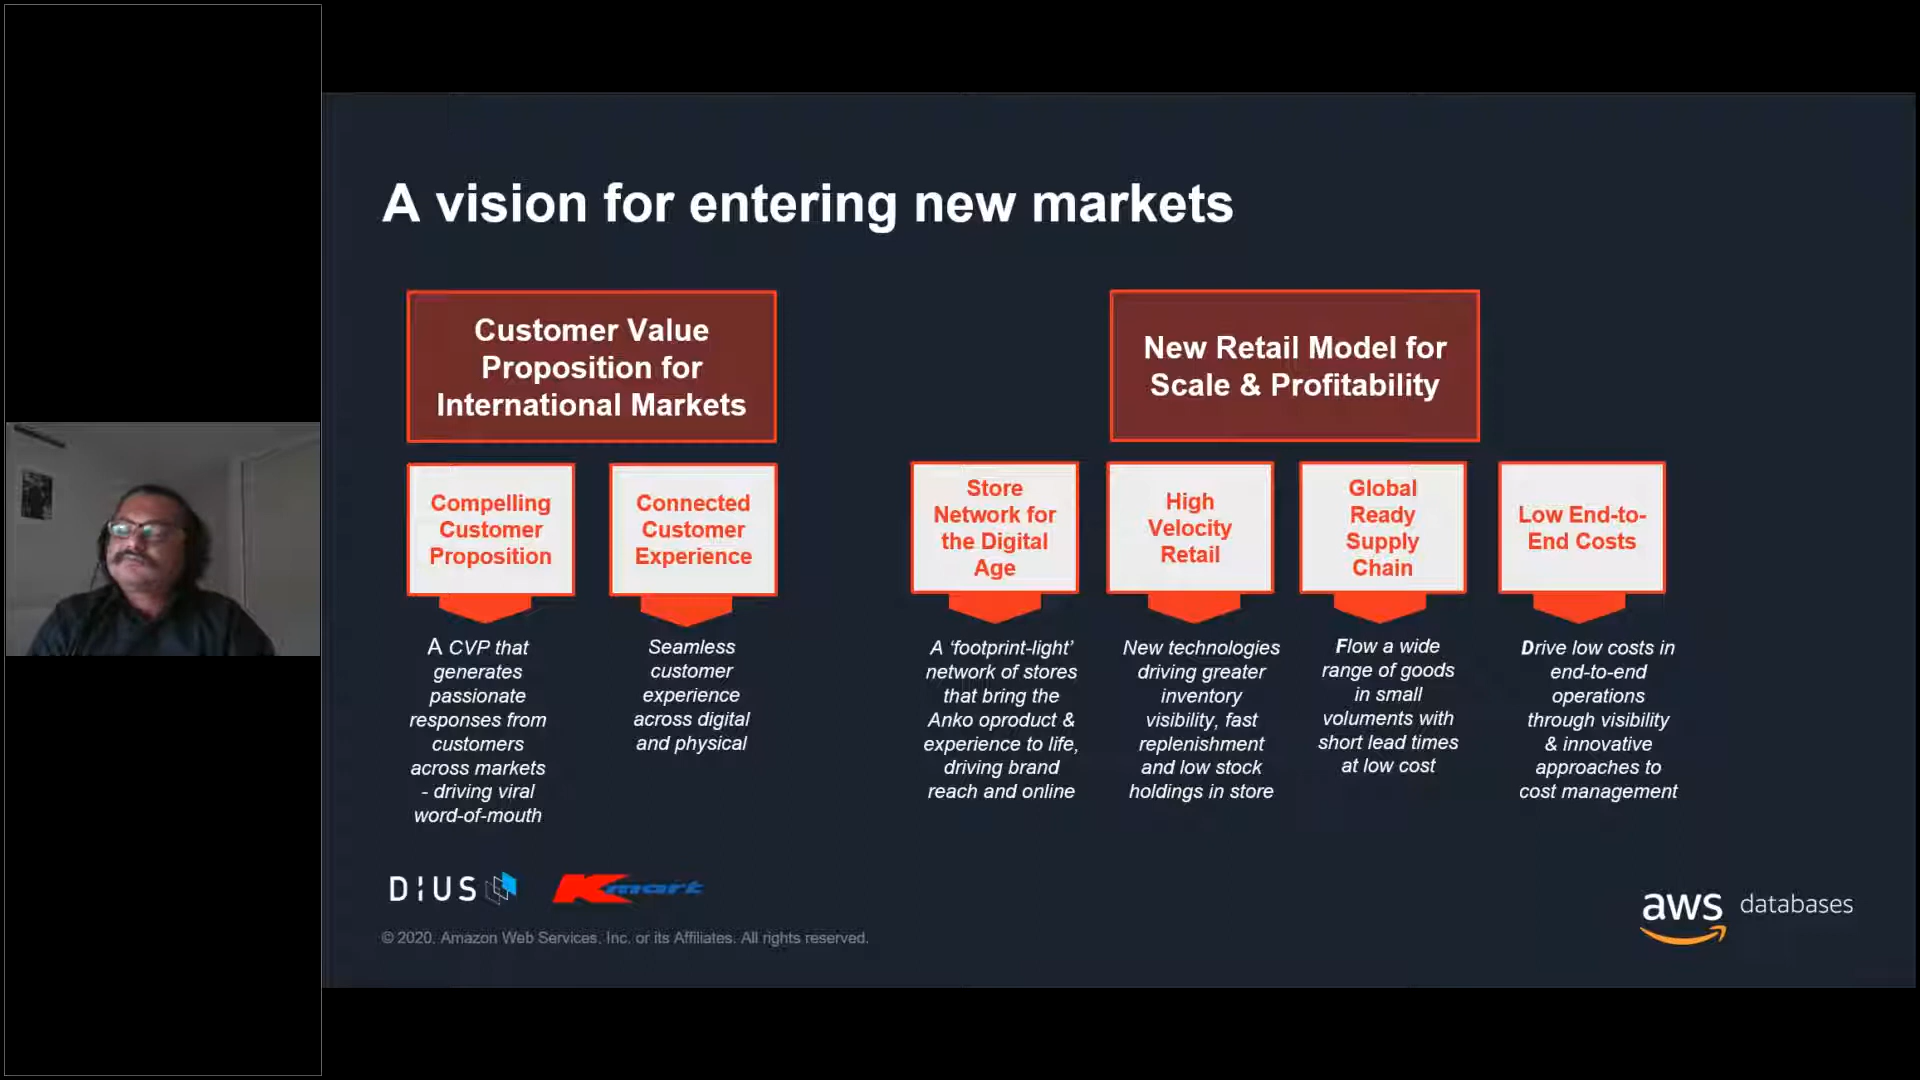 A vision for entering new markets
Customer Value
Proposition for
International Markets
New Retail Model for
Scale & Profitability
Compelling
Customer
Proposition
Connected
Customer
Experience
Store
Network for
the Digital
Age
High
Velocity
Retail
Global
Ready
Supply
Chain
Low End-to-
End Costs
A CVP that
generates
passionate
responses from
customers
across markets
- driving viral
word-of-mouth
Seamless
customer
experience
across digital
and physical
A ‘footprint-light’
network of stores
that bring the
Anko oproduct &
experience to life,
driving brand
reach and online
New technologies
driving greater
inventory
visibility, fast
replenishment
and low stock
holdings in store
Flow a wide
range of goods
in small
voluments with
short lead times
at low cost
Drive low costs in
end-to-end
operations
through visibility
& innovative
approaches to
cost management
DIUS
Kmart
aws databases
© 2020, Amazon Web Services, Inc. or its Affiliates. All rights reserved.